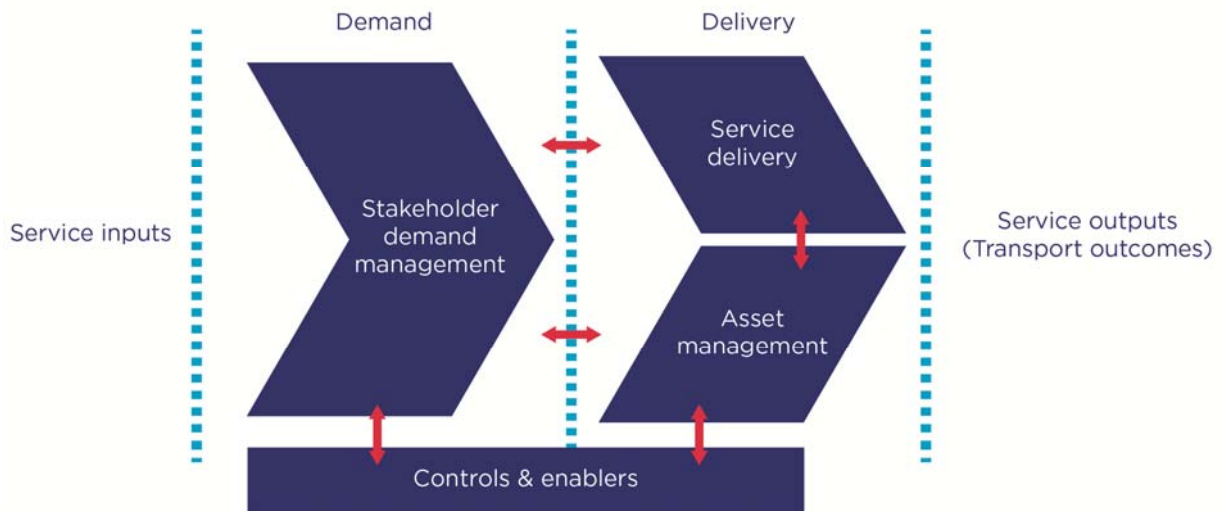 Demand
Delivery
Service inputs
Stakeholder
demand
management
Service
delivery
Asset
management
Service outputs
(Transport outcomes)
Controls & enablers